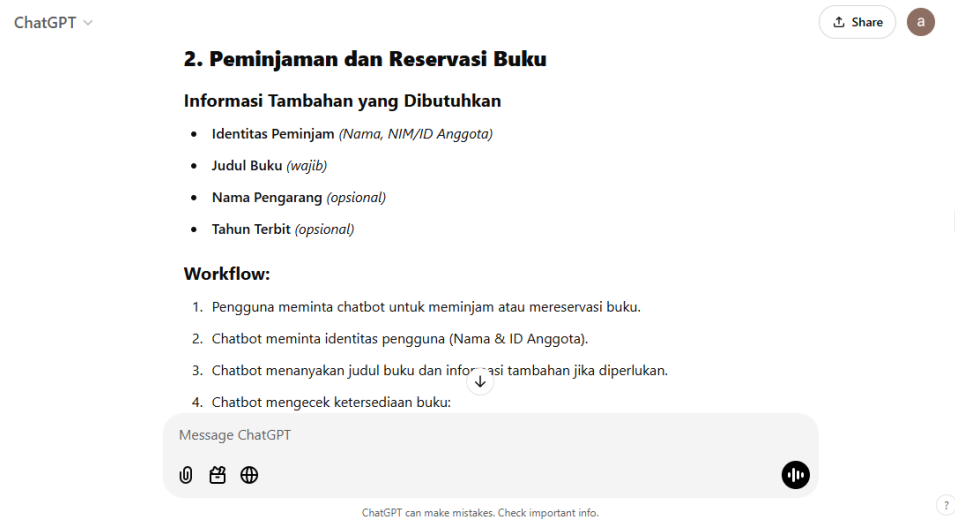 ChatGPT
Share
a
2. Peminjaman dan Reservasi Buku
Informasi Tambahan yang Dibutuhkan
• Identitas Peminjam (Nama, NIM/ID Anggota)
• Judul Buku (wajib)
• Nama Pengarang (opsional)
• Tahun Terbit (opsional)
Workflow:
1. Pengguna meminta chatbot untuk meminjam atau mereservasi buku.
2. Chatbot meminta identitas pengguna (Nama & ID Anggota).
3. Chatbot menanyakan judul buku dan informasi tambahan jika diperlukan.
4. Chatbot mengecek ketersediaan buku:
Message ChatGPT
ChatGPT can make mistakes. Check important info.
?